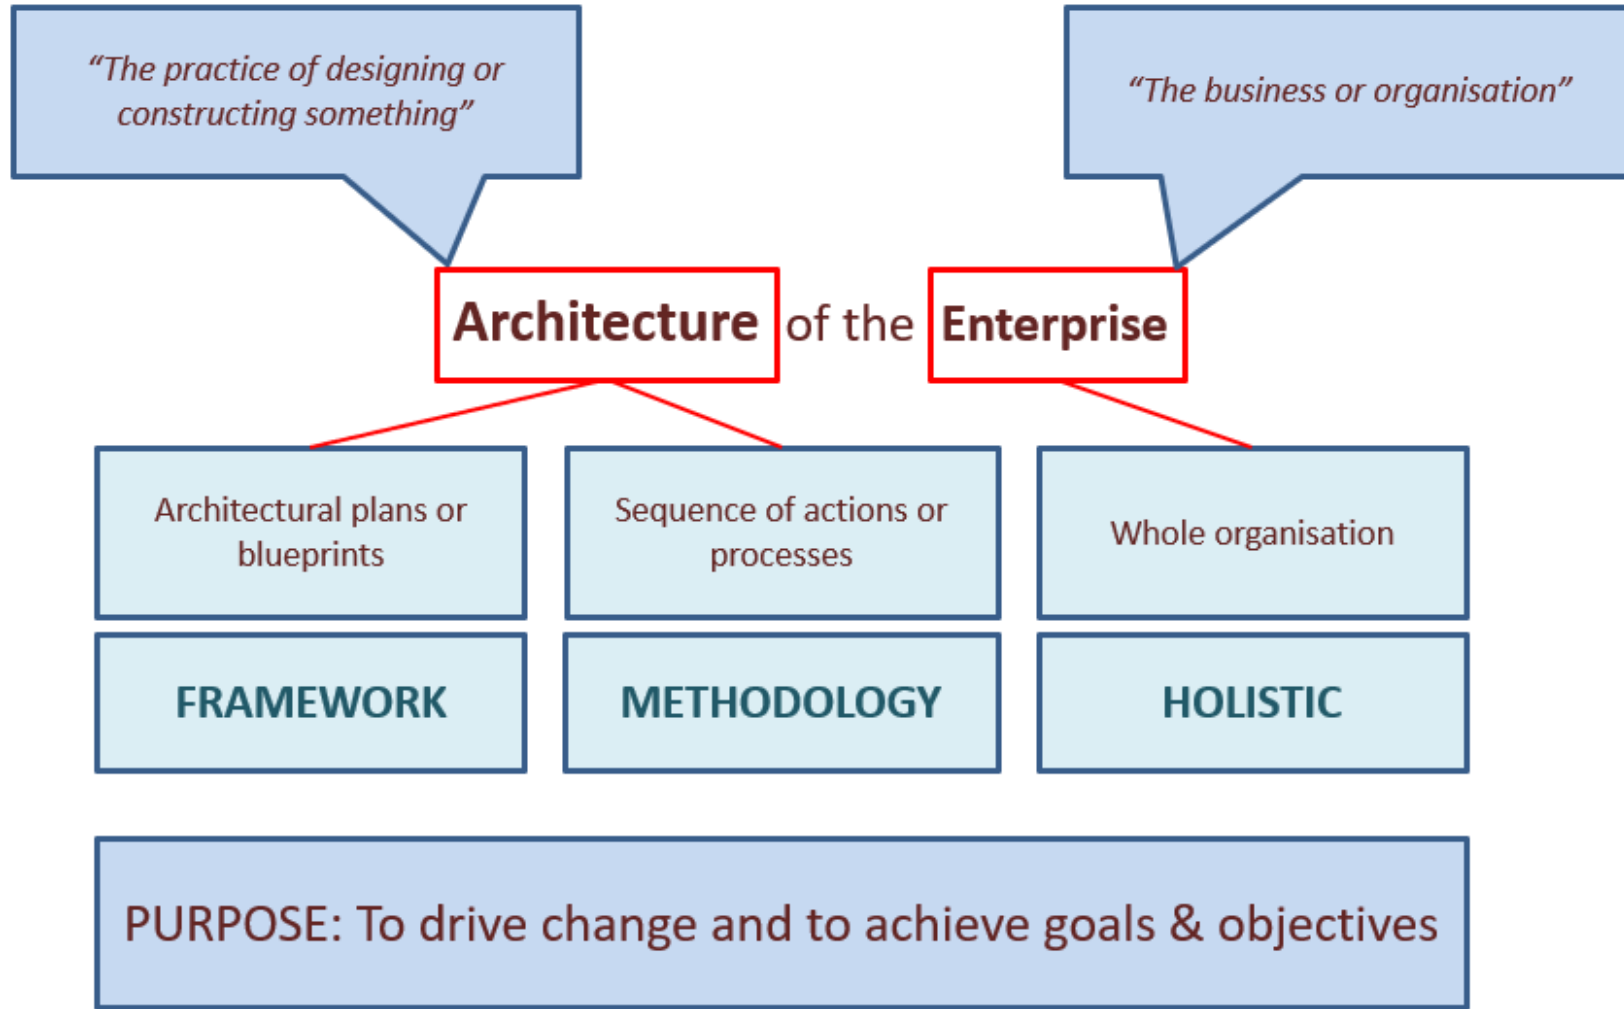 “The practice of designing or
constructing something”
“The business or organisation”
Architecture of the Enterprise
Architectural plans or
blueprints
Sequence of actions or
processes
Whole organisation
FRAMEWORK
METHODOLOGY
HOLISTIC
PURPOSE: To drive change and to achieve goals & objectives